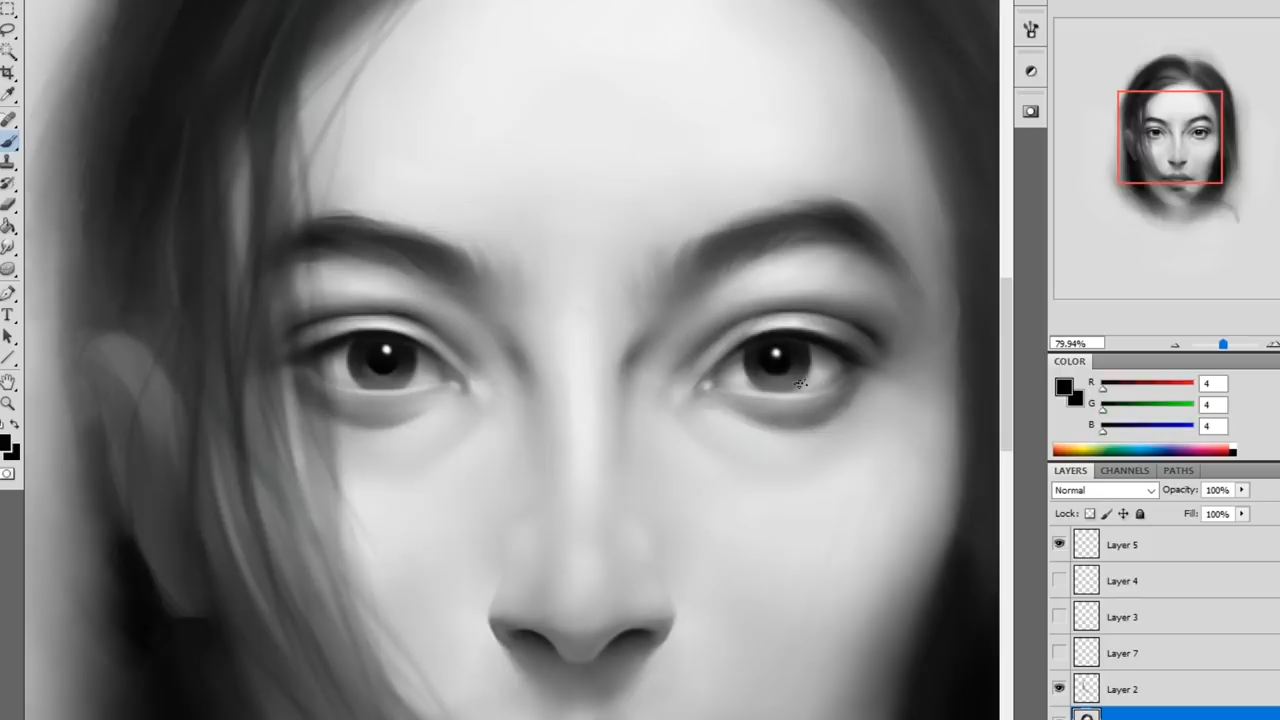 79.94%
COLOR
R 4
G 4
B 4
LAYERS CHANNELS PATHS
Normal Opacity: 100%
Lock: Fill: 100%
Layer 5
Layer 4
Layer 3
Layer 7
Layer 2
T